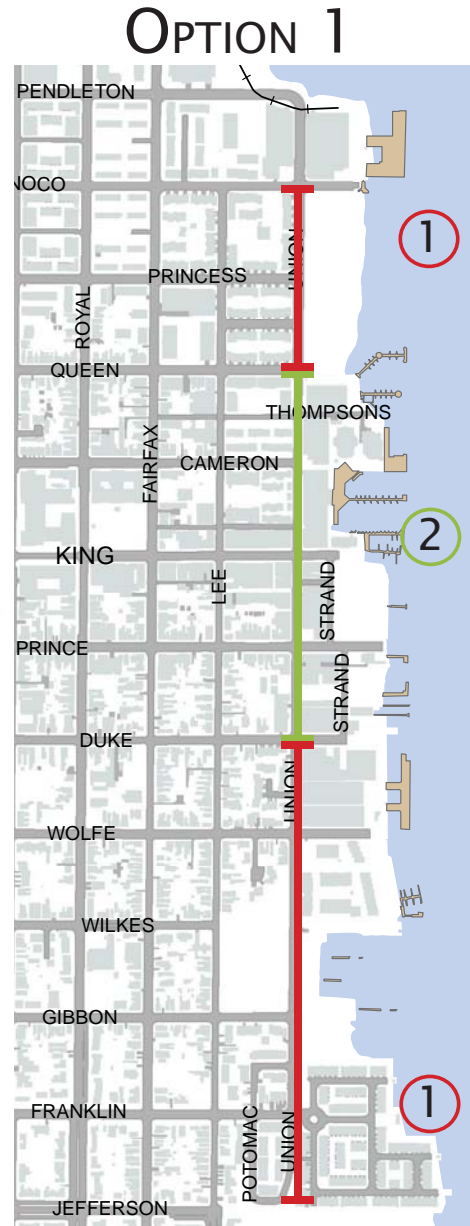 OPTION 1
PENDLETON
NOCO
UNION
1
PRINCESS
ROYAL
QUEEN
THOMPSONS
FAIRFAX
CAMERON
2
KING
LEE
STRAND
PRINCE
STRAND
DUKE
UNION
WOLFE
WILKES
GIBBON
1
FRANKLIN
POTOMAC
UNION
JEFFERSON